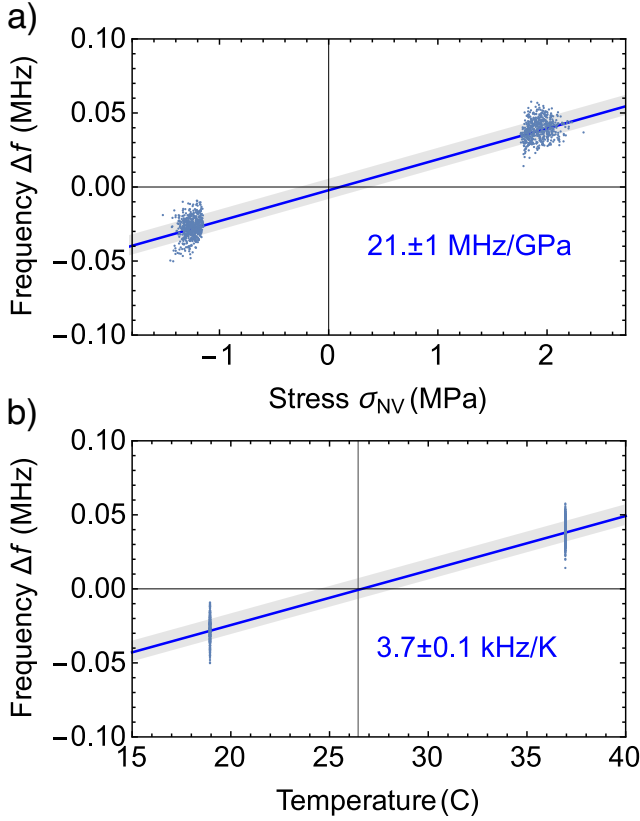 a)
0.10
0.05
0.00
−0.05
−0.10
Frequency Δf (MHz)
21.±1 MHz/GPa
−1 0 1 2
Stress σNV (MPa)
b)
0.10
0.05
0.00
−0.05
−0.10
Frequency Δf (MHz)
3.7±0.1 kHz/K
15 20 25 30 35 40
Temperature (C)